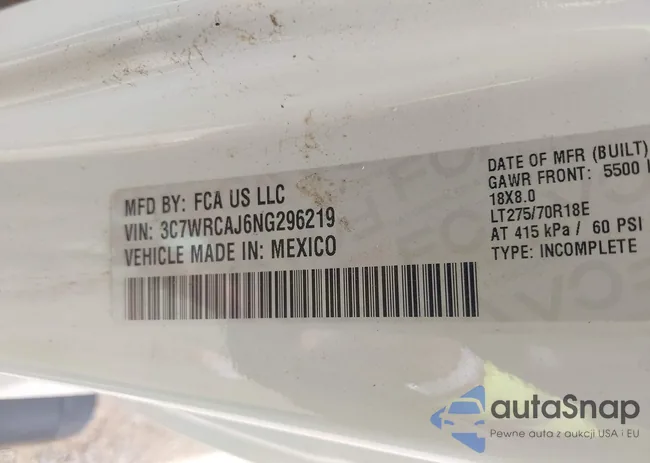 MFD BY: FCA US LLC
VIN: 3C7WRCAJ6NG296219
VEHICLE MADE IN: MEXICO
DATE OF MFR (BUILT)
GAWR FRONT: 5500
18X8.0
LT275/70R18E
AT 415 kPa / 60 PSI
TYPE: INCOMPLETE
autaSnap
Pewne auta z aukcji USA i EU